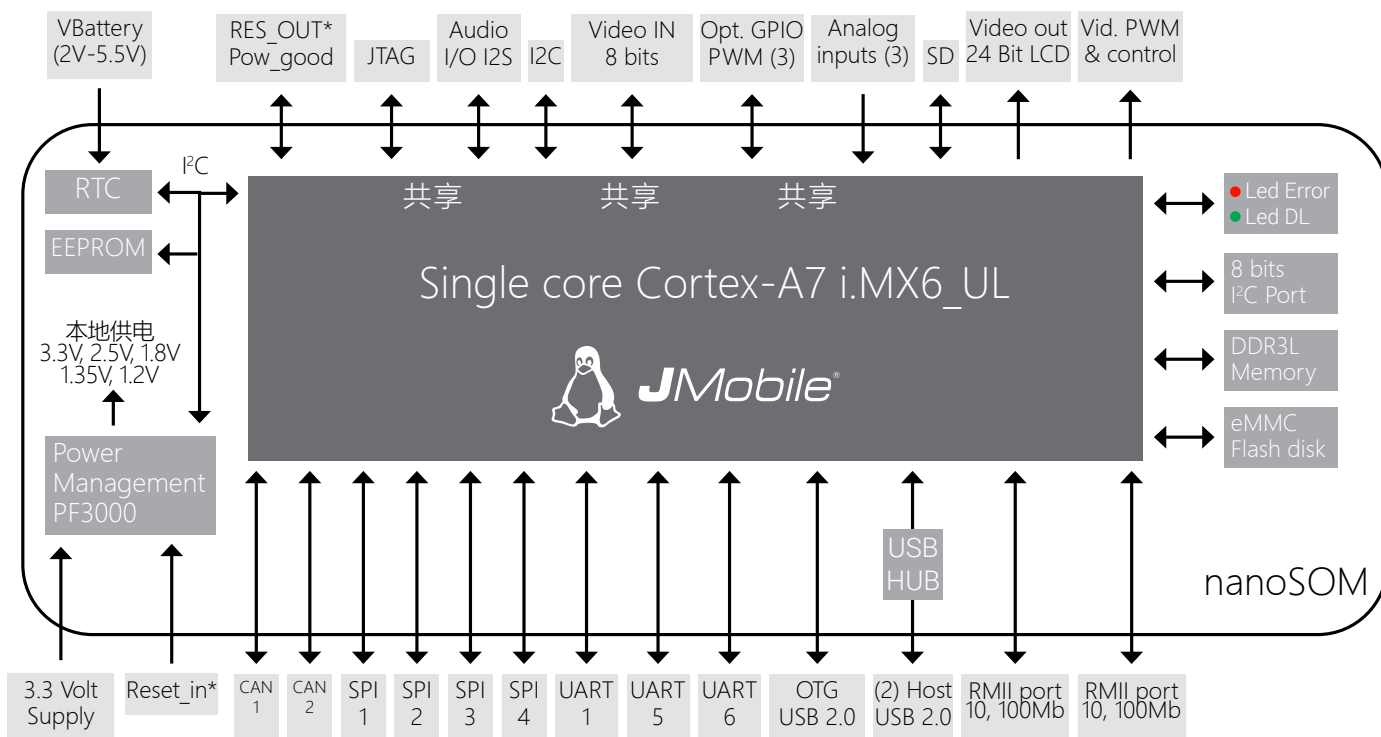 VBattery
(2V-5.5V)
RES_OUT*
Pow_good
JTAG
Audio
I/O I2S
I2C
Video IN
8 bits
Opt. GPIO
PWM (3)
Analog
inputs (3)
SD
Video out
24 Bit LCD
Vid. PWM
& control
I²C
RTC
EEPROM
本地供电
3.3V, 2.5V, 1.8V
1.35V, 1.2V
Power
Management
PF3000
共享
共享
共享
Single core Cortex-A7 i.MX6_UL
JMobile®
Led Error
Led DL
8 bits
I²C Port
DDR3L
Memory
eMMC
Flash disk
USB
HUB
nanoSOM
3.3 Volt
Supply
Reset_in*
CAN
1
CAN
2
SPI
1
SPI
2
SPI
3
SPI
4
UART
1
UART
5
UART
6
OTG
USB 2.0
(2) Host
USB 2.0
RMII port
10, 100Mb
RMII port
10, 100Mb